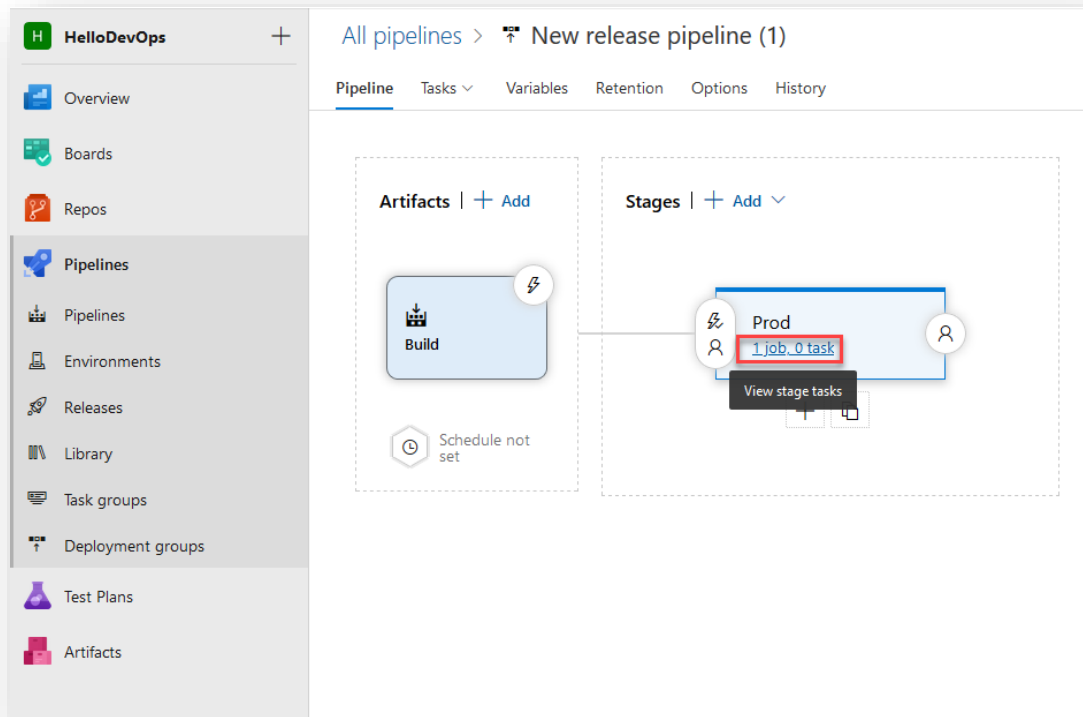 H HelloDevOps
Overview
Boards
Repos
Pipelines
Pipelines
Environments
Releases
Library
Task groups
Deployment groups
Test Plans
Artifacts
All pipelines > New release pipeline (1)
Pipeline Tasks Variables Retention Options History
Artifacts | + Add
Build
Schedule not
set
Stages | + Add
Prod
1 job, 0 task
View stage tasks